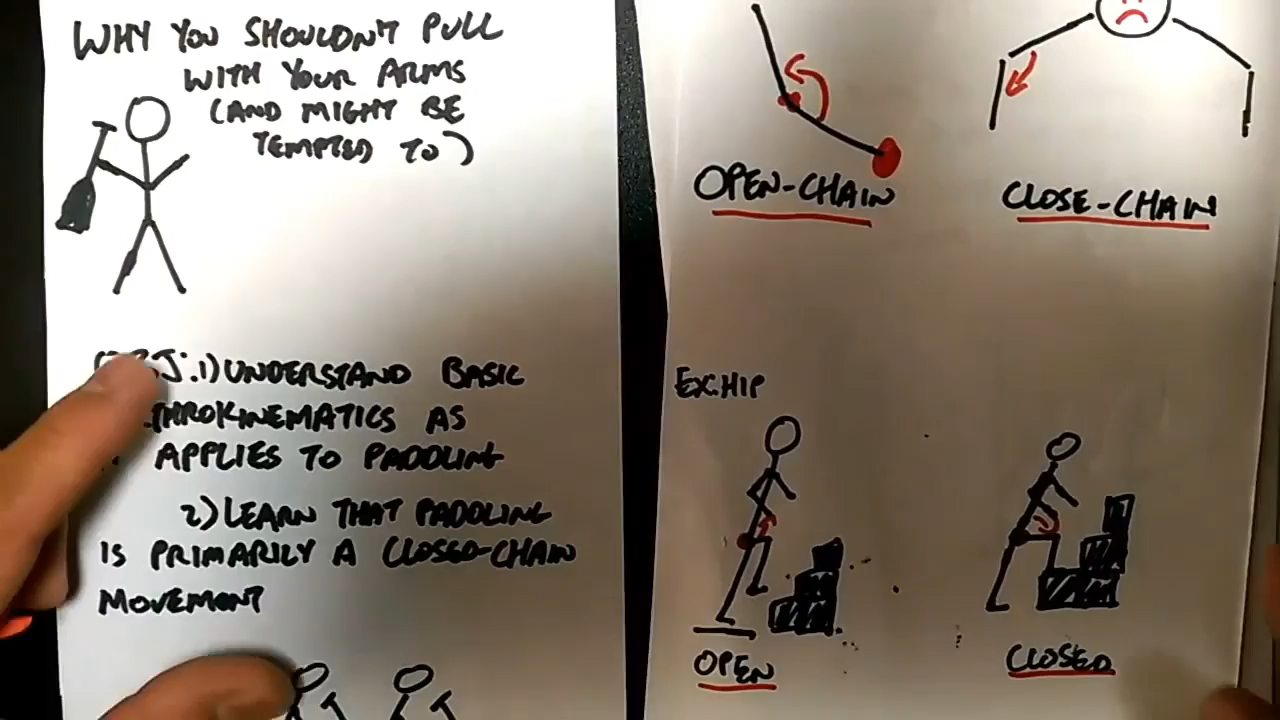 WHY YOU SHOULDN'T PULL
WITH YOUR ARMS
(AND MIGHT BE
TEMPTED TO)
1) UNDERSTAND BASIC
AS
APPLIES TO PADDLING
2) LEARN THAT PADDLING
IS PRIMARILY A CLOSED-CHAIN
MOVEMENT
OPEN-CHAIN
CLOSE-CHAIN
EX:HIP
OPEN
CLOSED